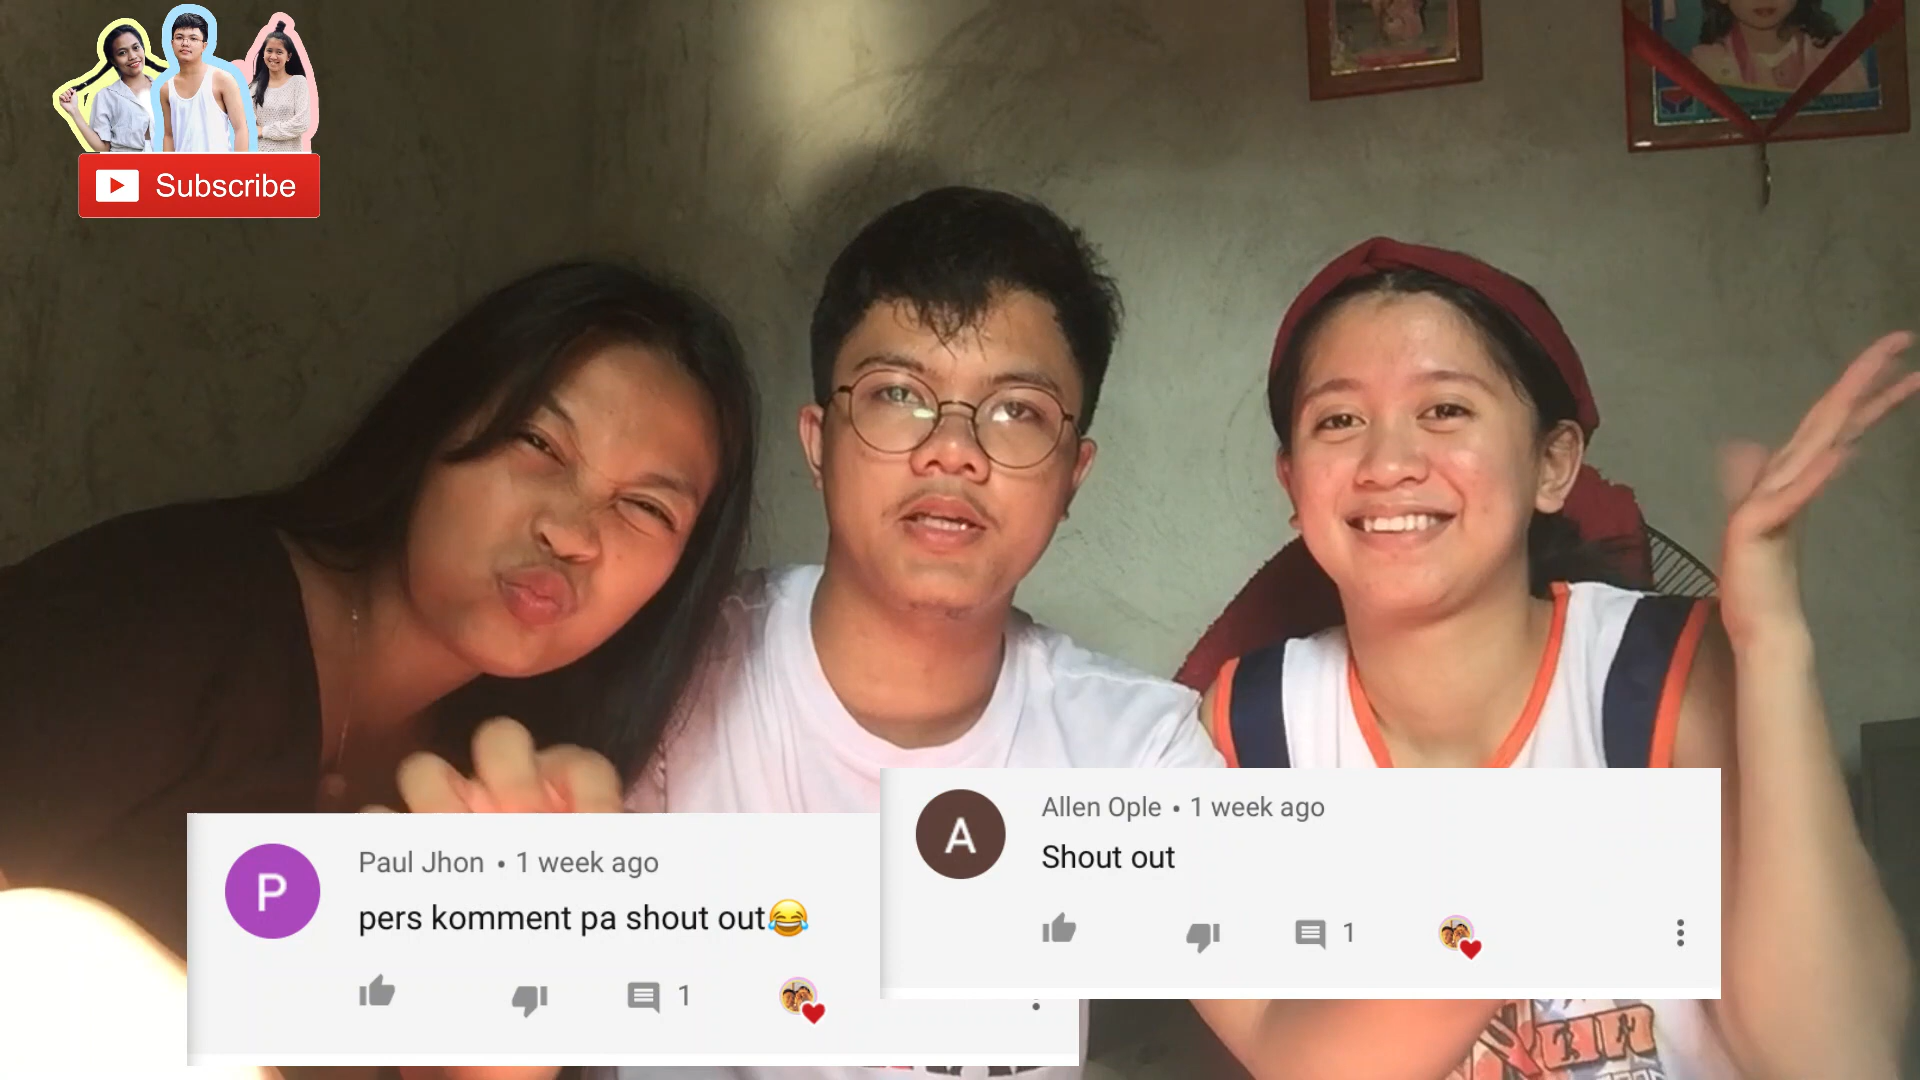 Subscribe
Allen Ople • 1 week ago
Shout out
1
Paul Jhon • 1 week ago
pers komment pa shout out😂
1